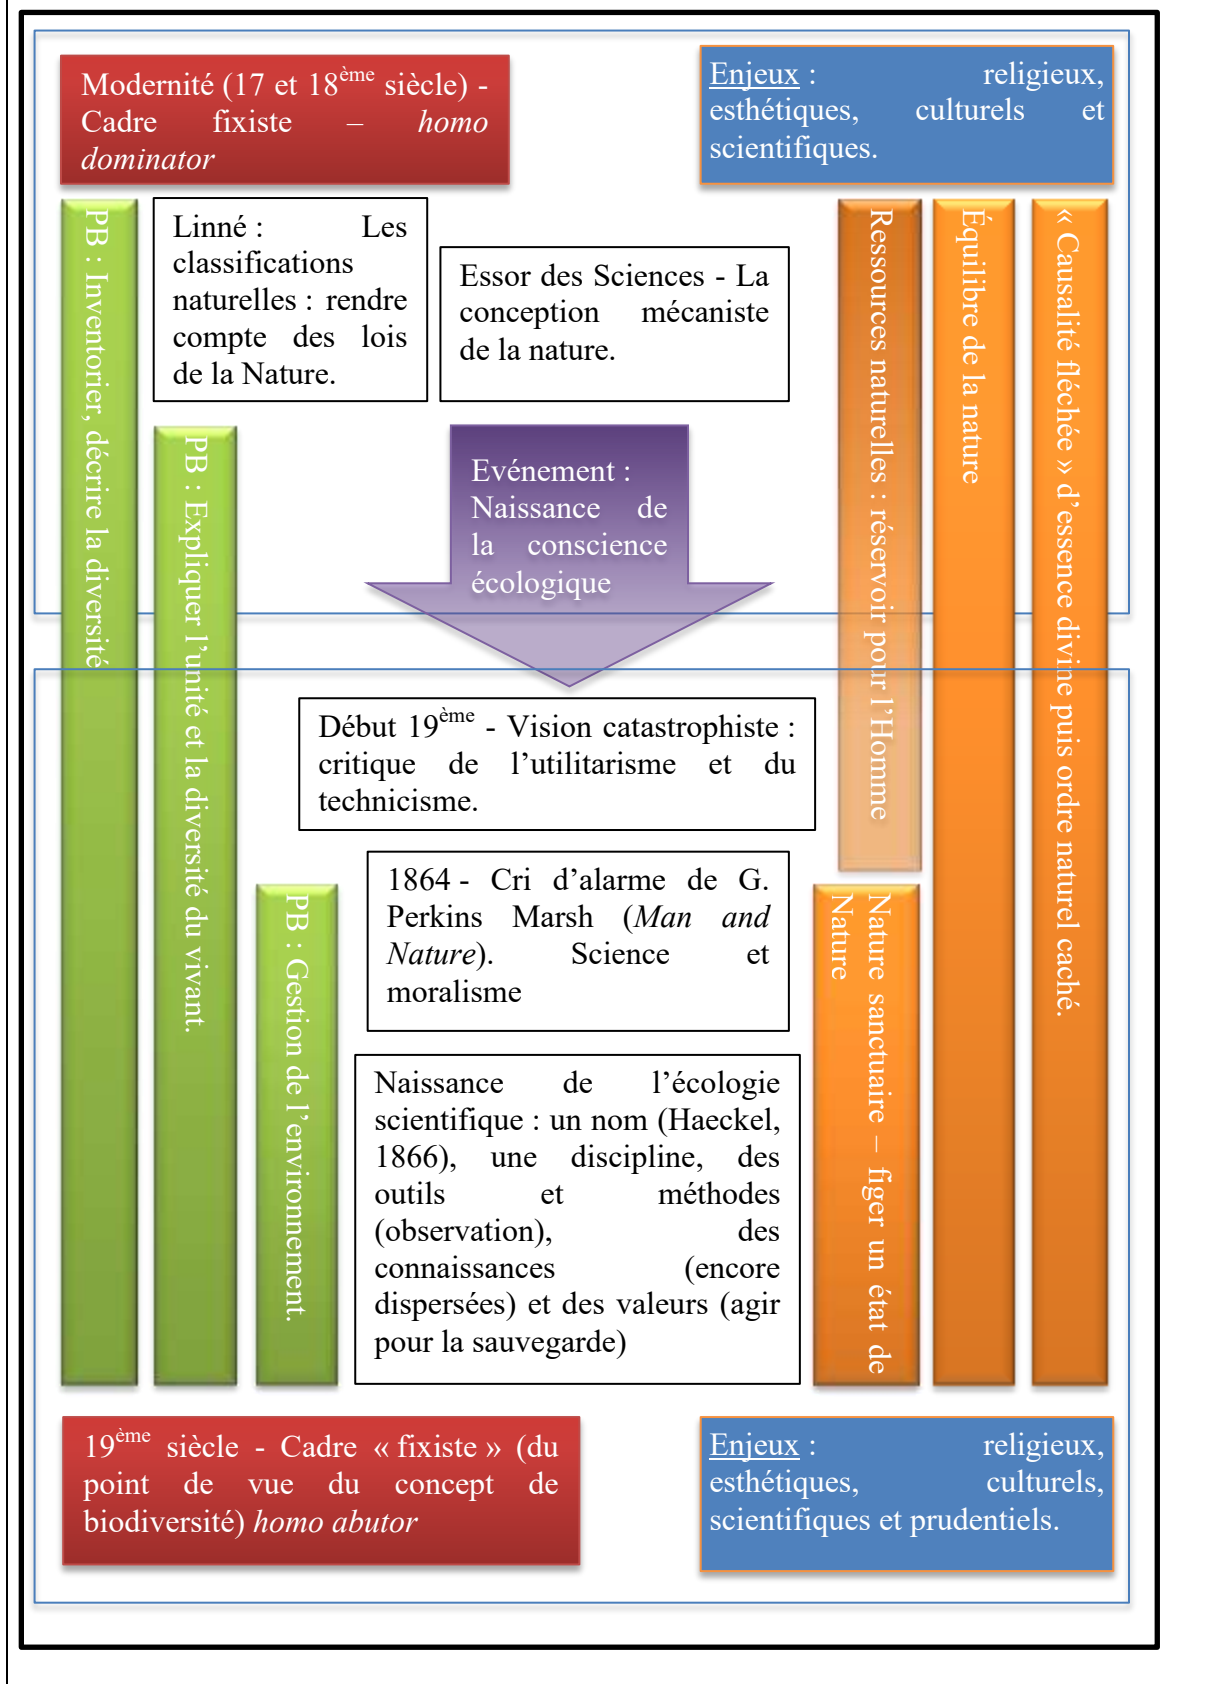 Modernité (17 et 18ème siècle) -
Cadre fixiste – homo
dominator
Enjeux : religieux,
esthétiques, culturels et
scientifiques.
PB : Inventorier, décrire la diversité
Linné : Les
classifications
naturelles : rendre
compte des lois
de la Nature.
Essor des Sciences - La
conception mécaniste
de la nature.
Ressources naturelles : réservoir pour l’Homme
Équilibre de la nature
« Causalité fléchée » d’essence divine puis ordre naturel caché.
PB : Expliquer l’unité et la diversité du vivant.
Evénement :
Naissance de
la conscience
écologique
Début 19ème - Vision catastrophiste :
critique de l’utilitarisme et du
technicisme.
1864 - Cri d’alarme de G.
Perkins Marsh (Man and
Nature). Science et
moralisme
PB : Gestion de l’environnement.
Nature sanctuaire – figer un état de
Nature
Naissance de l’écologie
scientifique : un nom (Haeckel,
1866), une discipline, des
outils et méthodes
(observation), des
connaissances (encore
dispersées) et des valeurs (agir
pour la sauvegarde)
19ème siècle - Cadre « fixiste » (du
point de vue du concept de
biodiversité) homo abutor
Enjeux : religieux,
esthétiques, culturels,
scientifiques et prudentiels.